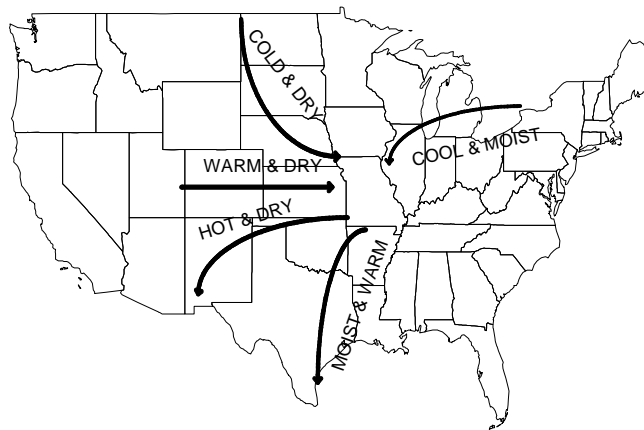 COLD & DRY
COOL & MOIST
WARM & DRY
HOT & DRY
MOIST & WARM